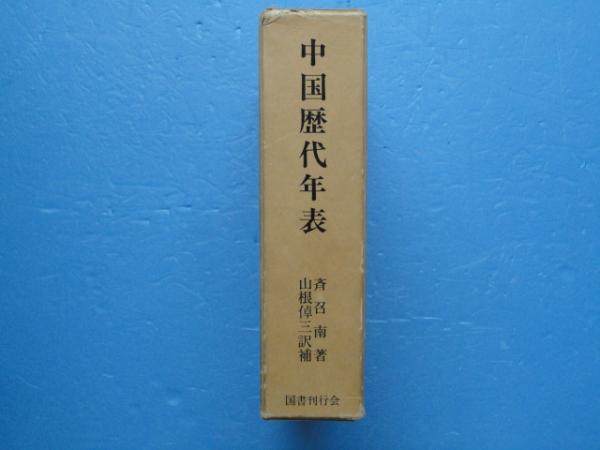 中国歴代年表
斉召南著
山根倬三訳補
国書刊行会